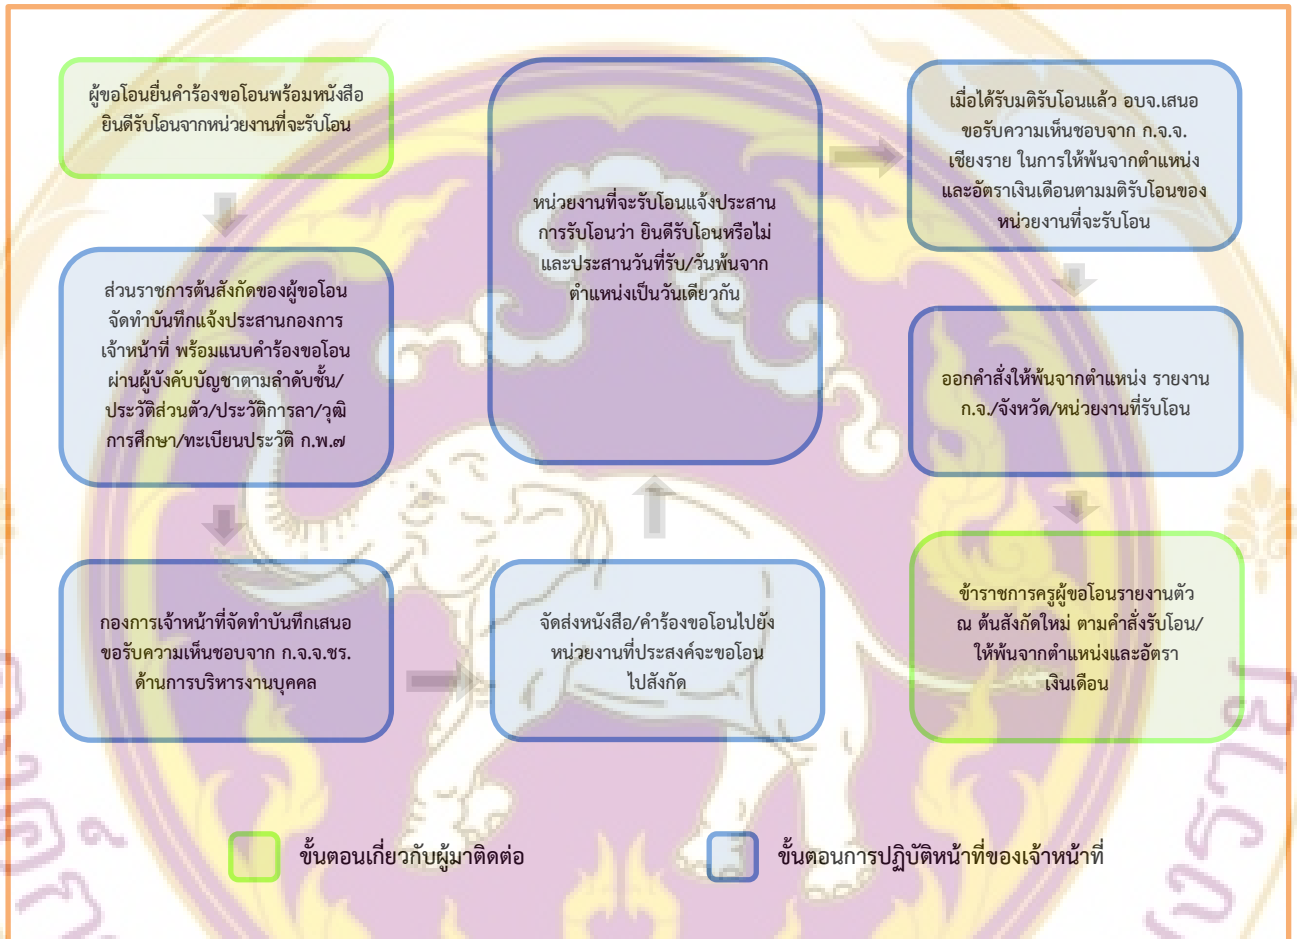 ผู้ขอโอนยื่นคำร้องขอโอนพร้อมหนังสือ
ยินดีรับโอนจากหน่วยงานที่จะรับโอน
ส่วนราชการต้นสังกัดของผู้ขอโอน
จัดทำบันทึกแจ้งประสานกองการ
เจ้าหน้าที่ พร้อมแนบคำร้องขอโอน
ผ่านผู้บังคับบัญชาตามลำดับชั้น/
ประวัติส่วนตัว/ประวัติการลา/วุฒิ
การศึกษา/ทะเบียนประวัติ ก.พ.๗
กองการเจ้าหน้าที่จัดทำบันทึกเสนอ
ขอรับความเห็นชอบจาก ก.จ.จ.ชร.
ด้านการบริหารงานบุคคล
จัดส่งหนังสือ/คำร้องขอโอนไปยัง
หน่วยงานที่ประสงค์จะขอโอน
ไปสังกัด
หน่วยงานที่จะรับโอนแจ้งประสาน
การรับโอนว่า ยินดีรับโอนหรือไม่
และประสานวันที่รับ/วันพ้นจาก
ตำแหน่งเป็นวันเดียวกัน
เมื่อได้รับมติรับโอนแล้ว อบจ.เสนอ
ขอรับความเห็นชอบจาก ก.จ.จ.
เชียงราย ในการให้พ้นจากตำแหน่ง
และอัตราเงินเดือนตามมติรับโอนของ
หน่วยงานที่จะรับโอน
ออกคำสั่งให้พ้นจากตำแหน่ง รายงาน
ก.จ./จังหวัด/หน่วยงานที่รับโอน
ข้าราชการครูผู้ขอโอนรายงานตัว
ณ ต้นสังกัดใหม่ ตามคำสั่งรับโอน/
ให้พ้นจากตำแหน่งและอัตรา
เงินเดือน
ขั้นตอนเกี่ยวกับผู้มาติดต่อ
ขั้นตอนการปฏิบัติหน้าที่ของเจ้าหน้าที่